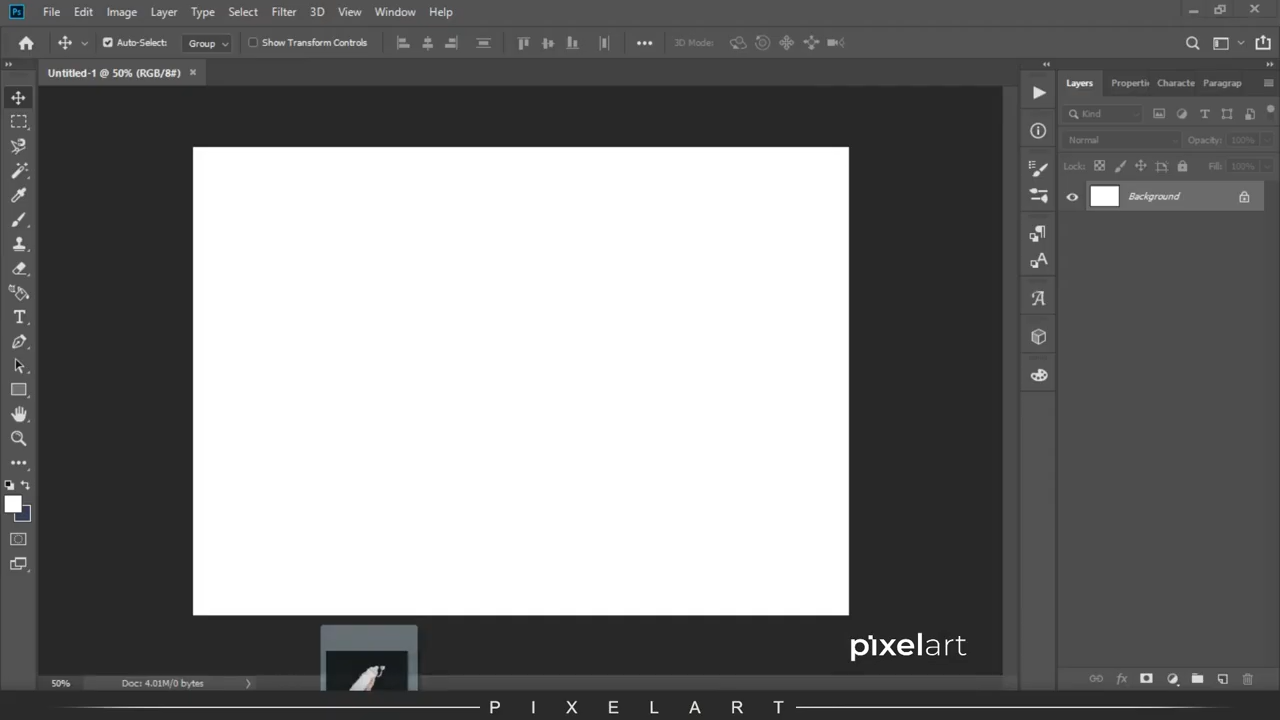 Ps File Edit Image Layer Type Select Filter 3D View Window Help
Auto-Select: Group Show Transform Controls 3D Mode:
Untitled-1 @ 50% (RGB/8#) ×
Layers Properti Characte Paragrap
Kind
Normal Opacity: 100%
Lock: Fill: 100%
Background
pixelart
50% Doc: 4.01M/0 bytes
PIXELART